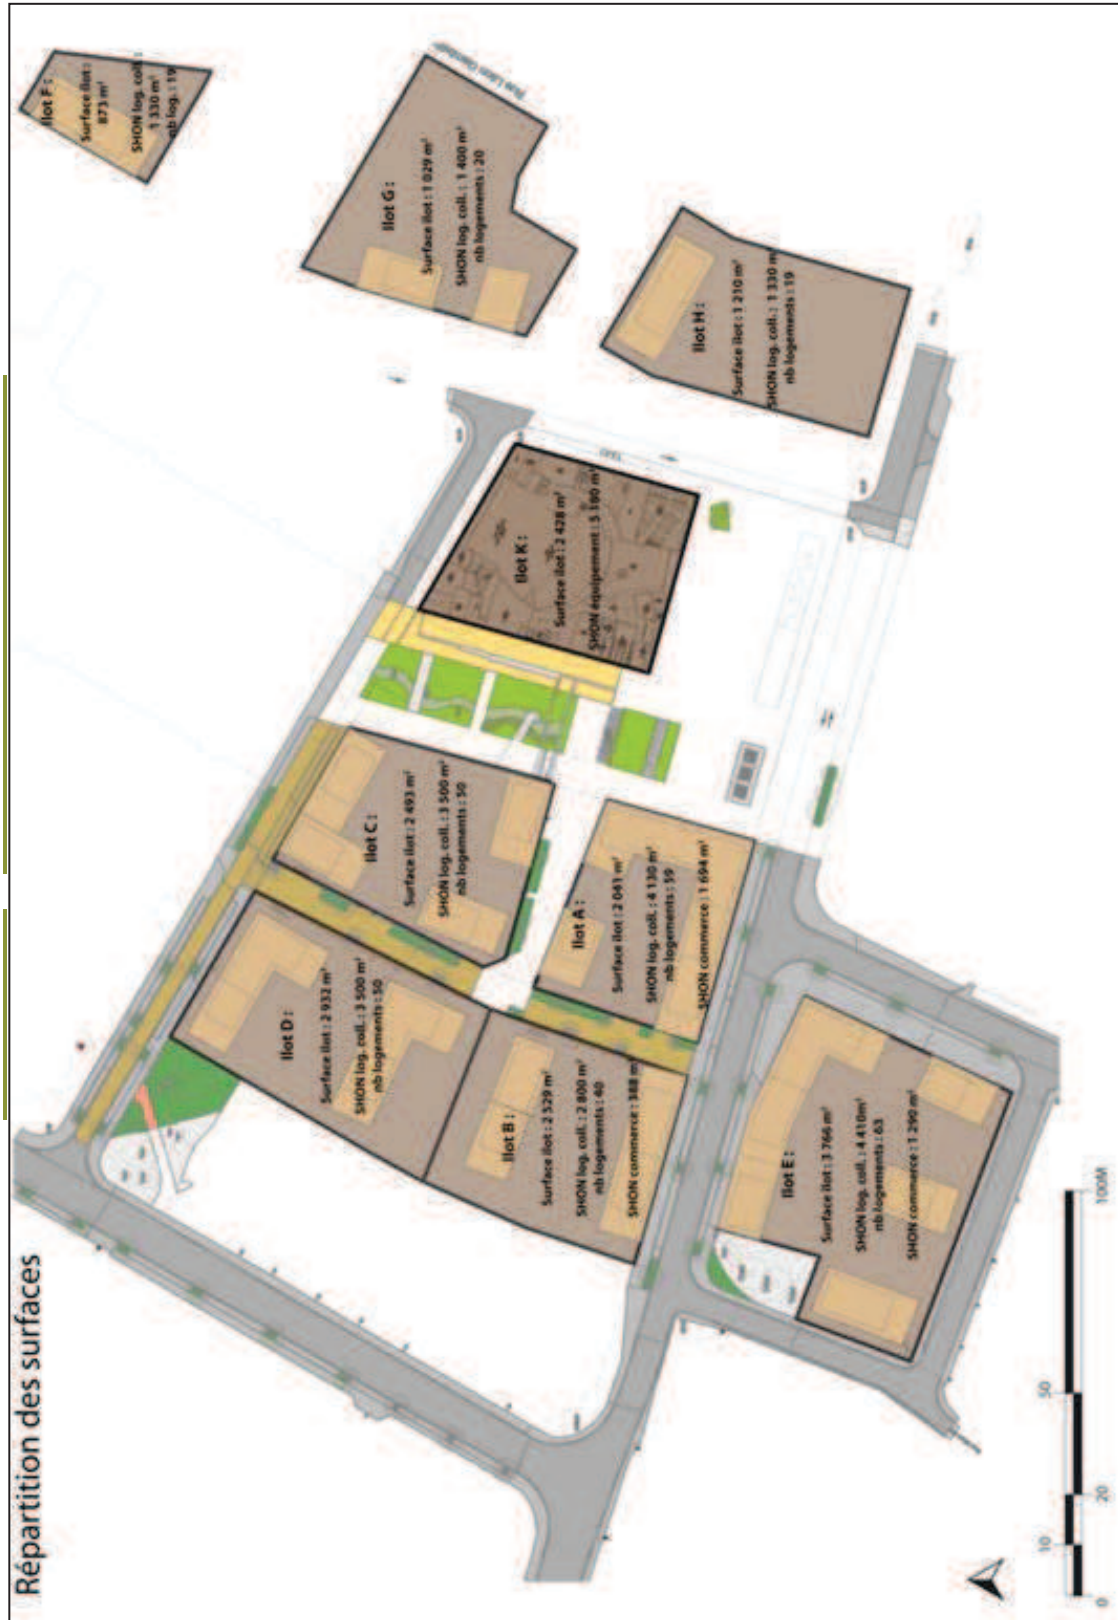 Répartition des surfaces
Ilot F :
Surface ilot :
873 m²
SHON log. coll. :
1 330 m²
nb log. : 19
Ilot G :
Surface ilot : 1 029 m²
SHON log. coll. : 1 400 m²
nb logements : 20
Ilot H :
Surface ilot : 1 210 m²
SHON log. coll. : 1 330 m²
nb logements : 19
Ilot K :
Surface ilot : 2 428 m²
SHON équipement : 5 180 m²
Ilot C :
Surface ilot : 2 493 m²
SHON log. coll. : 3 500 m²
nb logements : 50
Ilot A :
Surface ilot : 2 041 m²
SHON log. coll. : 4 130 m²
nb logements : 59
SHON commerce : 1 694 m²
Ilot D :
Surface ilot : 2 932 m²
SHON log. coll. : 3 500 m²
nb logements : 50
Ilot B :
Surface ilot : 2 529 m²
SHON log. coll. : 2 800 m²
nb logements : 40
SHON commerce : 388 m²
Ilot E :
Surface ilot : 3 766 m²
SHON log. coll. : 4 410m²
nb logements : 63
SHON commerce : 1 290 m²
0 10 20 50 100M